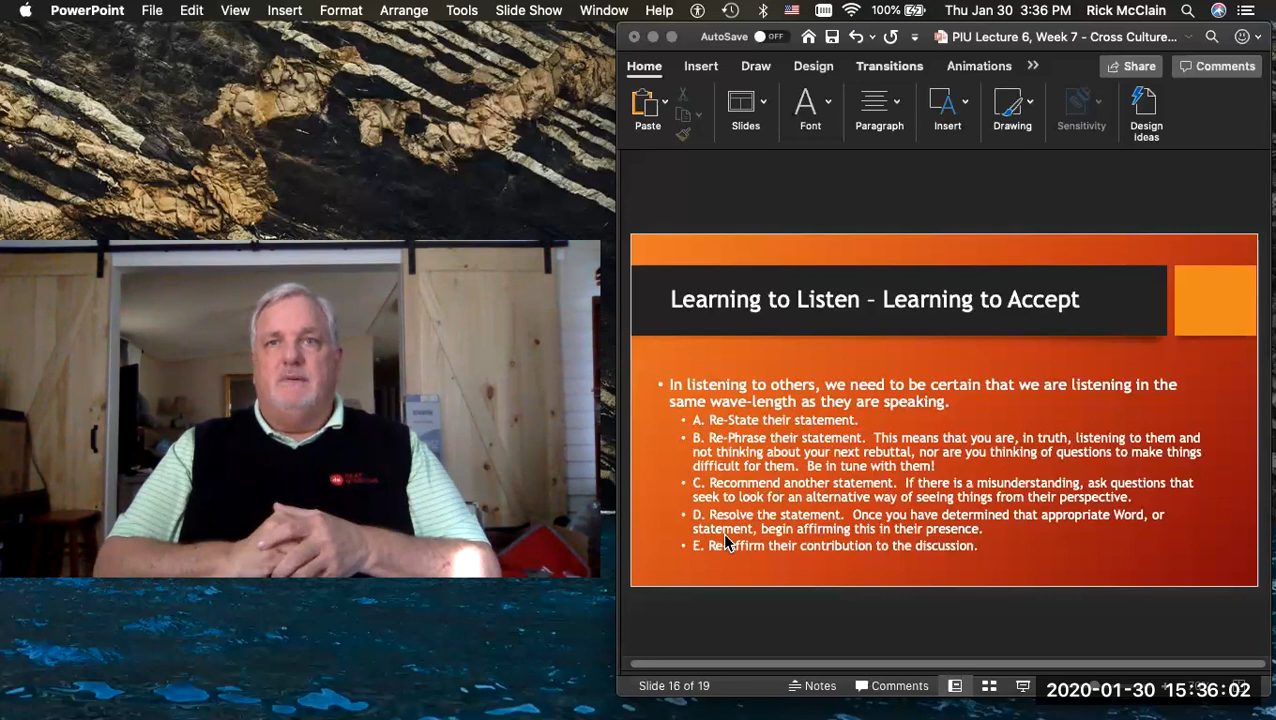 PowerPoint File Edit View Insert Format Arrange Tools Slide Show Window Help 100% Thu Jan 30 3:36 PM Rick McClain
AutoSave OFF PIU Lecture 6, Week 7 - Cross Culture...
Home Insert Draw Design Transitions Animations Share Comments
Paste Slides Font Paragraph Insert Drawing Sensitivity Design Ideas
Learning to Listen – Learning to Accept
• In listening to others, we need to be certain that we are listening in the
same wave-length as they are speaking.
• A. Re-State their statement.
• B. Re-Phrase their statement. This means that you are, in truth, listening to them and
not thinking about your next rebuttal, nor are you thinking of questions to make things
difficult for them. Be in tune with them!
• C. Recommend another statement. If there is a misunderstanding, ask questions that
seek to look for an alternative way of seeing things from their perspective.
• D. Resolve the statement. Once you have determined that appropriate Word, or
statement, begin affirming this in their presence.
• E. Re-affirm their contribution to the discussion.
Slide 16 of 19 Notes Comments
2020-01-30 15:36:02